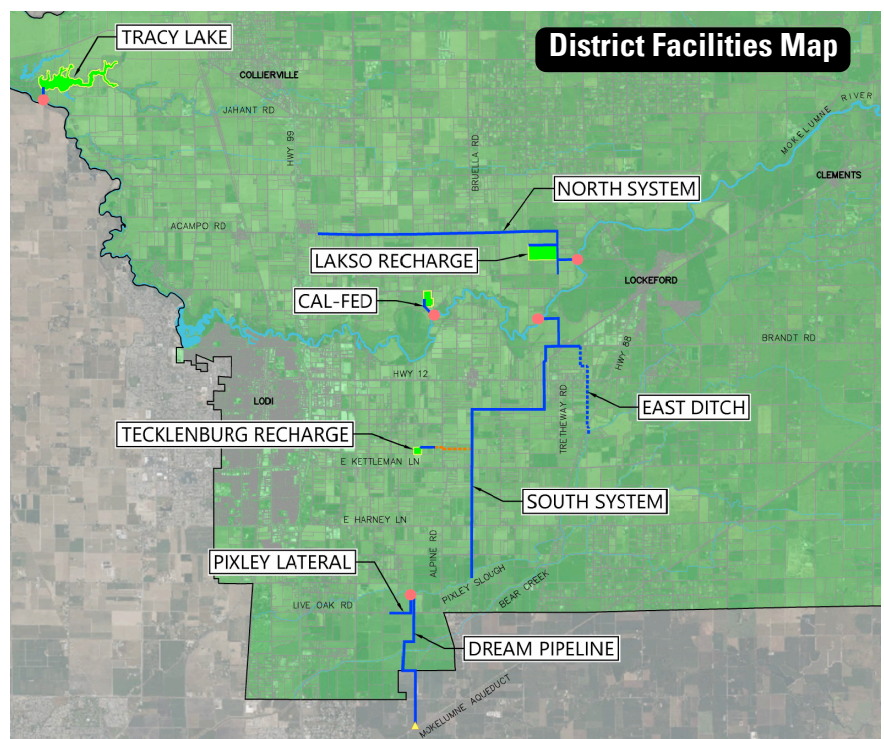 District Facilities Map
TRACY LAKE
COLLIERVILLE
JAHANT RD
HWY 99
BRUELLA RD
MOKELUMNE RIVER
CLEMENTS
NORTH SYSTEM
ACAMPO RD
LAKSO RECHARGE
LOCKEFORD
CAL-FED
BRANDT RD
HWY 88
HWY 12
TRETHEWAY RD
LODI
EAST DITCH
TECKLENBURG RECHARGE
E KETTLEMAN LN
SOUTH SYSTEM
E HARNEY LN
ALPINE RD
PIXLEY LATERAL
PIXLEY SLOUGH
BEAR CREEK
LIVE OAK RD
DREAM PIPELINE
MOKELUMNE AQUEDUCT